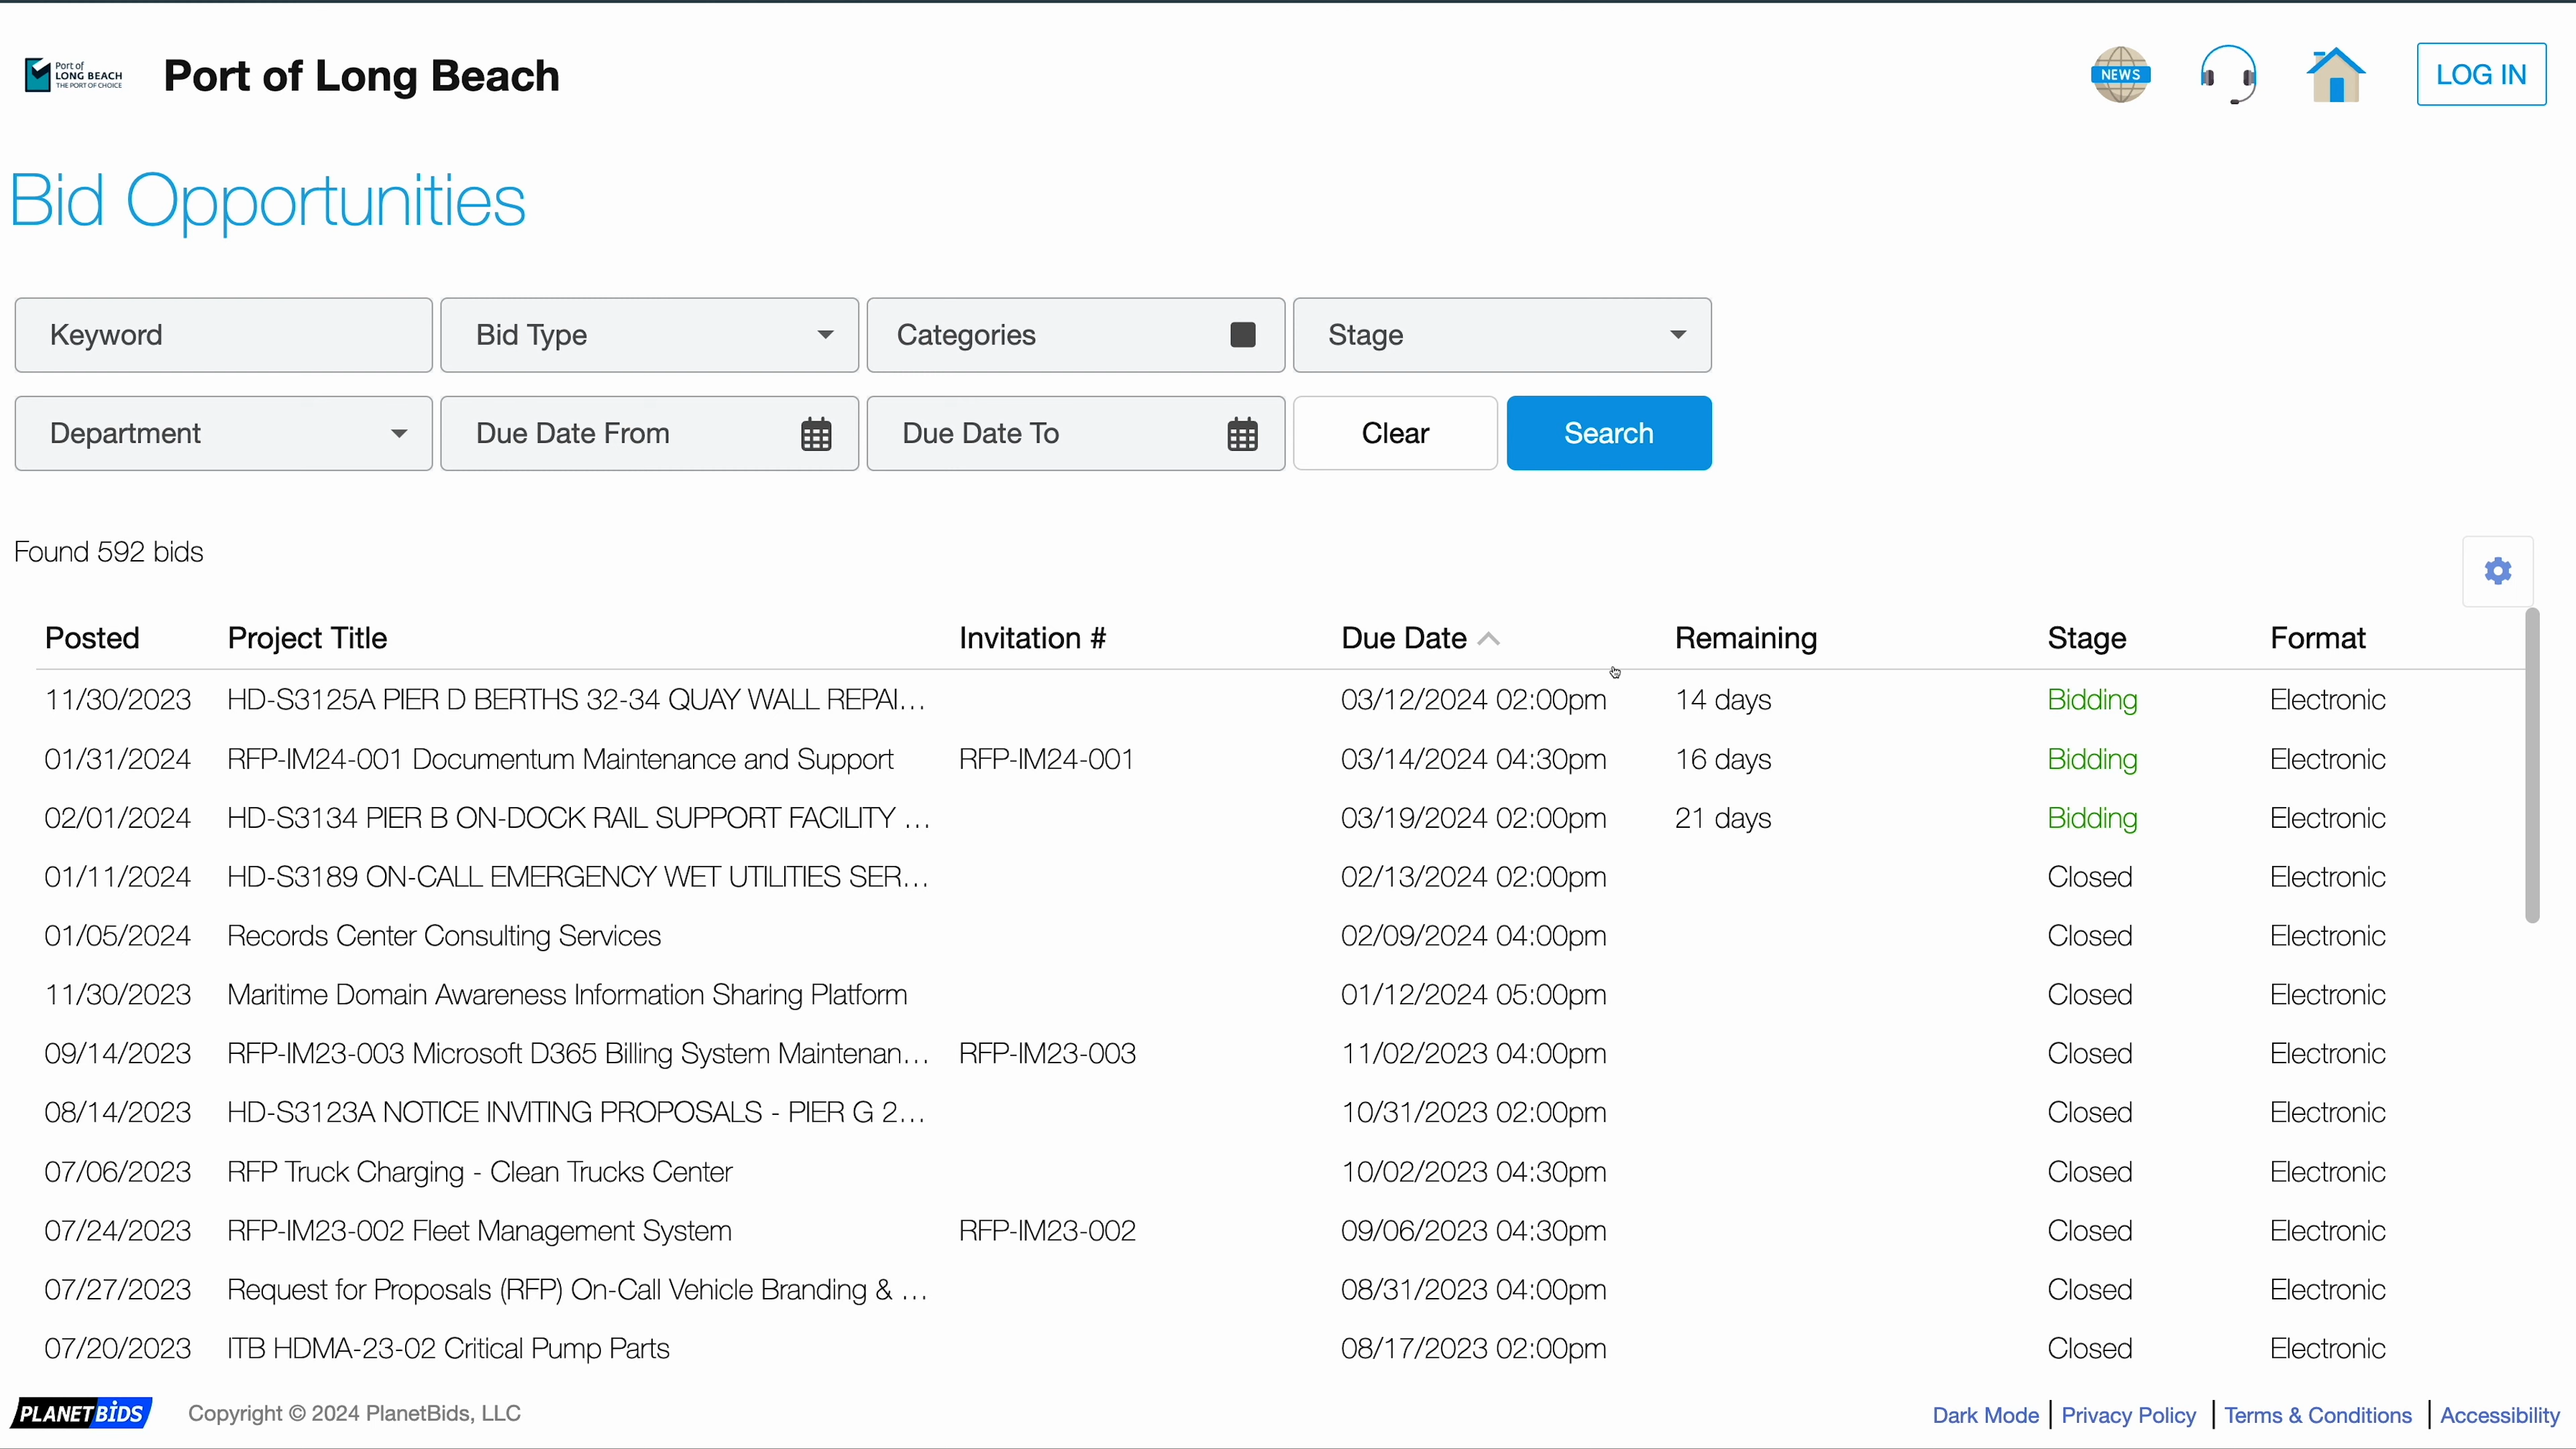 Port of
LONG BEACH
THE PORT OF CHOICE
Port of Long Beach
NEWS
LOG IN
Bid Opportunities
Keyword Bid Type Categories Stage
Department Due Date From Due Date To Clear Search
Found 592 bids
Posted Project Title Invitation # Due Date Remaining Stage Format
11/30/2023 HD-S3125A PIER D BERTHS 32-34 QUAY WALL REPAI... 03/12/2024 02:00pm 14 days Bidding Electronic
01/31/2024 RFP-IM24-001 Documentum Maintenance and Support RFP-IM24-001 03/14/2024 04:30pm 16 days Bidding Electronic
02/01/2024 HD-S3134 PIER B ON-DOCK RAIL SUPPORT FACILITY ... 03/19/2024 02:00pm 21 days Bidding Electronic
01/11/2024 HD-S3189 ON-CALL EMERGENCY WET UTILITIES SER... 02/13/2024 02:00pm Closed Electronic
01/05/2024 Records Center Consulting Services 02/09/2024 04:00pm Closed Electronic
11/30/2023 Maritime Domain Awareness Information Sharing Platform 01/12/2024 05:00pm Closed Electronic
09/14/2023 RFP-IM23-003 Microsoft D365 Billing System Maintenan... RFP-IM23-003 11/02/2023 04:00pm Closed Electronic
08/14/2023 HD-S3123A NOTICE INVITING PROPOSALS - PIER G 2... 10/31/2023 02:00pm Closed Electronic
07/06/2023 RFP Truck Charging - Clean Trucks Center 10/02/2023 04:30pm Closed Electronic
07/24/2023 RFP-IM23-002 Fleet Management System RFP-IM23-002 09/06/2023 04:30pm Closed Electronic
07/27/2023 Request for Proposals (RFP) On-Call Vehicle Branding & ... 08/31/2023 04:00pm Closed Electronic
07/20/2023 ITB HDMA-23-02 Critical Pump Parts 08/17/2023 02:00pm Closed Electronic
PLANETBIDS Copyright © 2024 PlanetBids, LLC Dark Mode Privacy Policy Terms & Conditions Accessibility